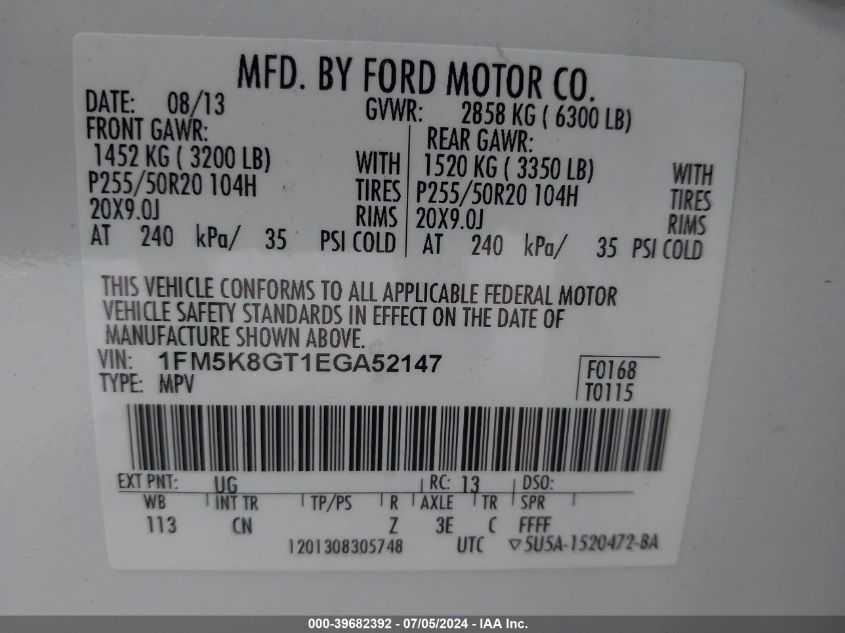 MFD. BY FORD MOTOR CO.
DATE: 08/13 GVWR: 2858 KG ( 6300 LB)
FRONT GAWR: REAR GAWR:
1452 KG ( 3200 LB) WITH 1520 KG ( 3350 LB) WITH
P255/50R20 104H TIRES P255/50R20 104H TIRES
20X9.0J RIMS 20X9.0J RIMS
AT 240 kPa/ 35 PSI COLD AT 240 kPa/ 35 PSI COLD
THIS VEHICLE CONFORMS TO ALL APPLICABLE FEDERAL MOTOR
VEHICLE SAFETY STANDARDS IN EFFECT ON THE DATE OF
MANUFACTURE SHOWN ABOVE.
VIN: 1FM5K8GT1EGA52147 F0168
TYPE: MPV T0115
EXT PNT: UG RC: 13 DSO:
WB INT TR TP/PS R AXLE TR SPR
113 CN Z 3E C FFFF
1201308305748 UTC ▽5U5A-1520472-BA
000-39682392 - 07/05/2024 - IAA Inc.